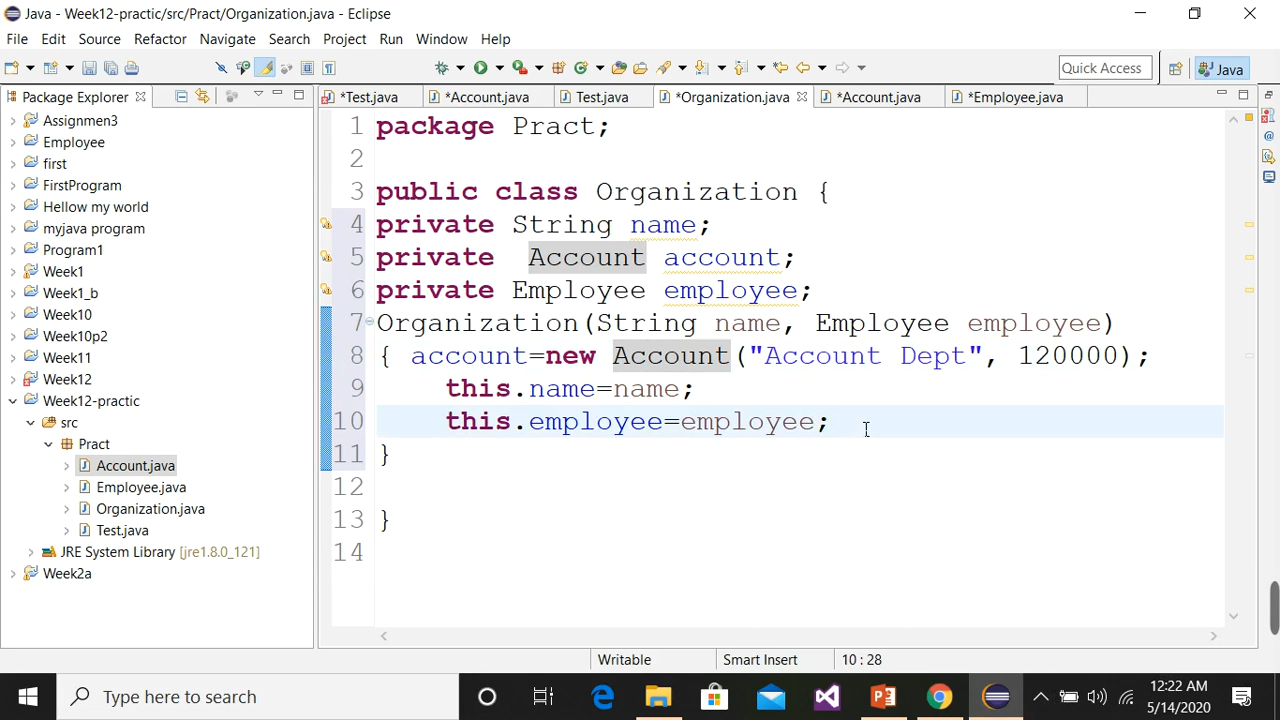 Java - Week12-practic/src/Pract/Organization.java - Eclipse
File Edit Source Refactor Navigate Search Project Run Window Help
Quick Access Java
Package Explorer *Test.java *Account.java Test.java *Organization.java *Account.java *Employee.java
Assignmen3
Employee
first
FirstProgram
Hellow my world
myjava program
Program1
Week1
Week1_b
Week10
Week10p2
Week11
Week12
Week12-practic
src
Pract
Account.java
Employee.java
Organization.java
Test.java
JRE System Library [jre1.8.0_121]
Week2a
1 package Pract;
2
3 public class Organization {
4 private String name;
5 private  Account account;
6 private Employee employee;
7 Organization(String name, Employee employee)
8 { account=new Account("Account Dept", 120000);
9     this.name=name;
10     this.employee=employee;
11 }
12
13 }
14
Writable Smart Insert 10 : 28
Type here to search
12:22 AM
5/14/2020